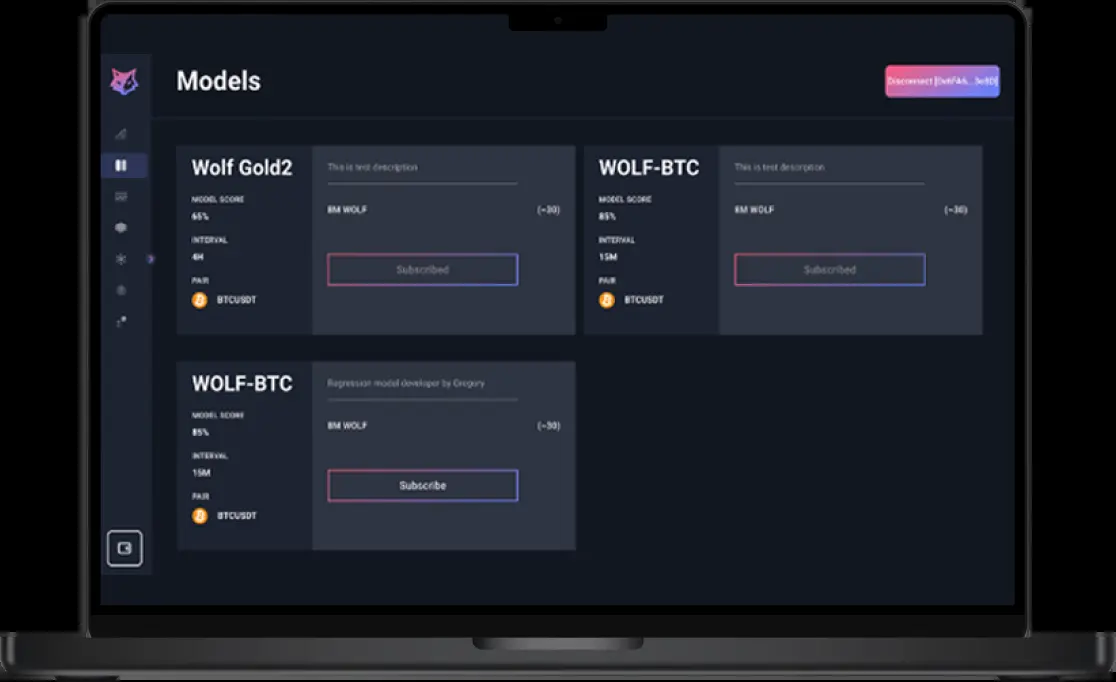 Models
Wolf Gold2
MODEL SCORE
65%
INTERVAL
4H
PAIR
BTCUSDT
This is test description
8M WOLF
(~30)
Subscribed
WOLF-BTC
MODEL SCORE
85%
INTERVAL
15M
PAIR
BTCUSDT
This is test description
8M WOLF
(~30)
Subscribed
WOLF-BTC
MODEL SCORE
85%
INTERVAL
15M
PAIR
BTCUSDT
Regression model developer by Gregory
8M WOLF
(~30)
Subscribe
Disconnect